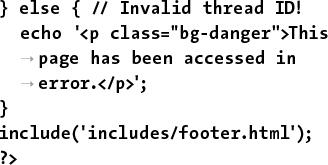 } else { // Invalid thread ID!
echo '<p class="bg-danger">This
→page has been accessed in
→error.</p>';
}
include('includes/footer.html');
?>